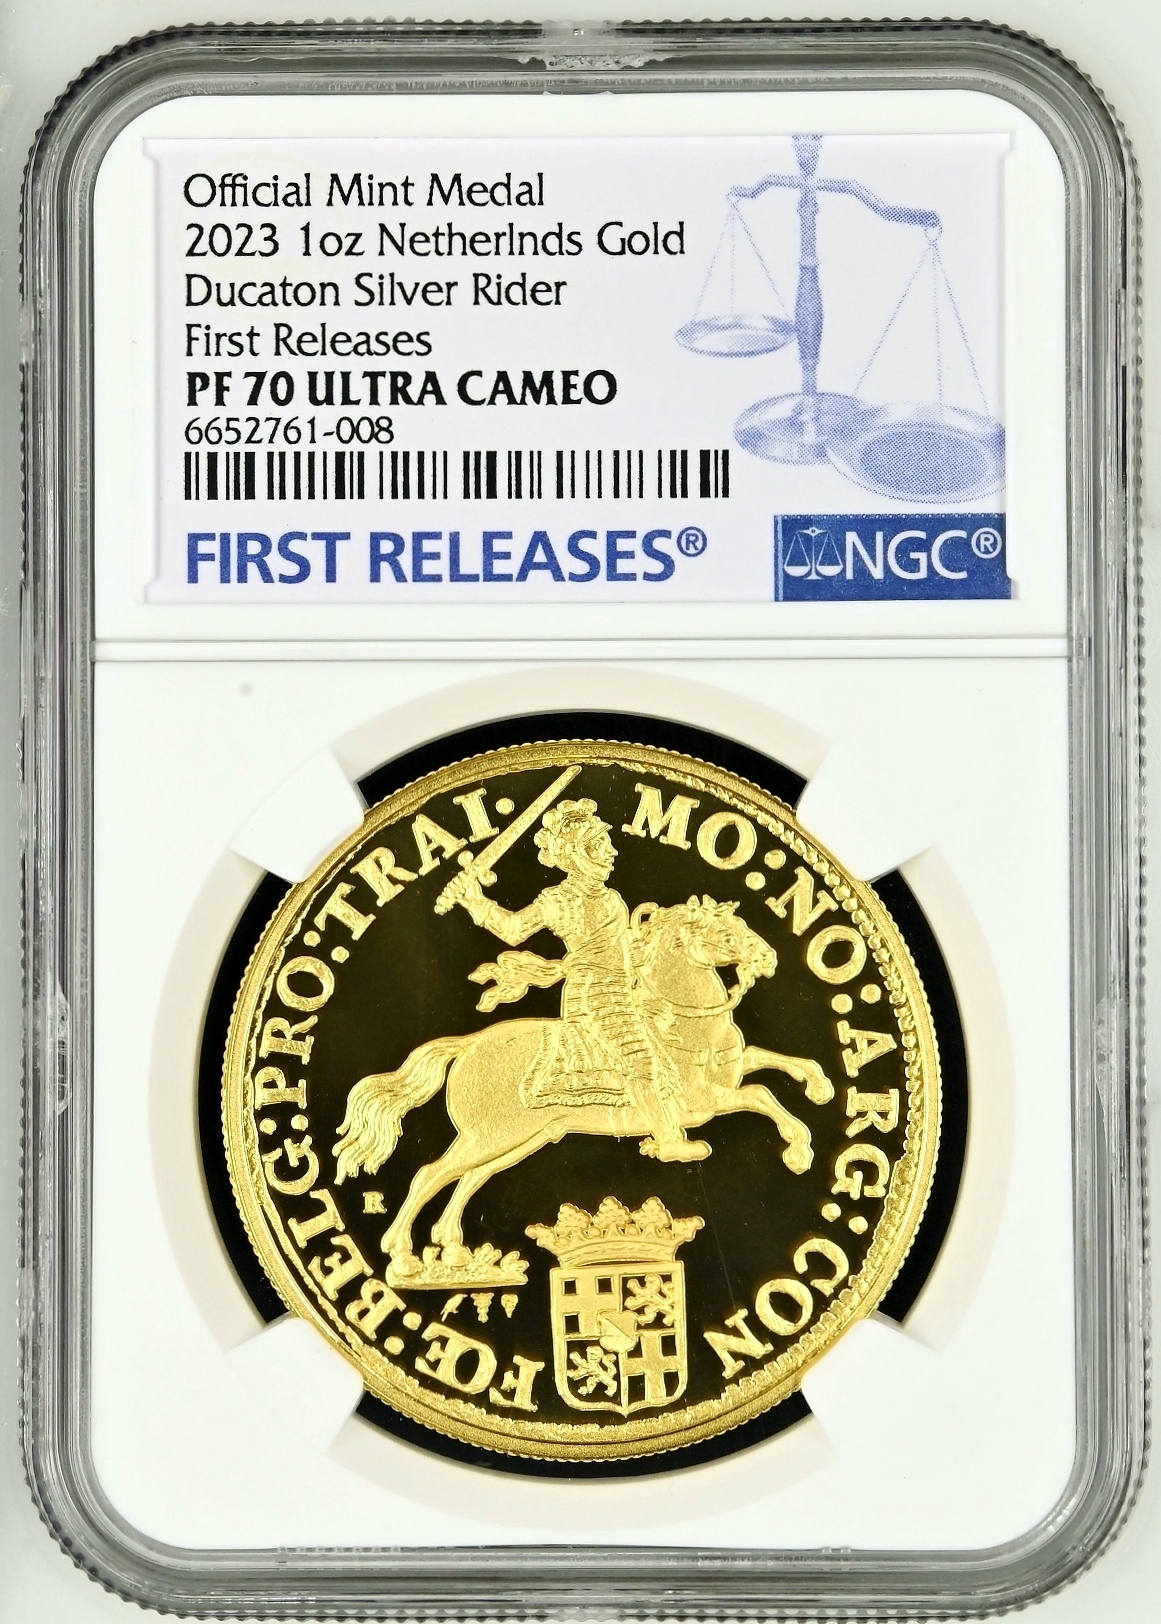 Official Mint Medal
2023 1oz Netherlnds Gold
Ducaton Silver Rider
First Releases
PF 70 ULTRA CAMEO
6652761-008
FIRST RELEASES®
NGC®
MO:NO:ARG:CON
FŒ:BELG:PRO:TRAI·
R